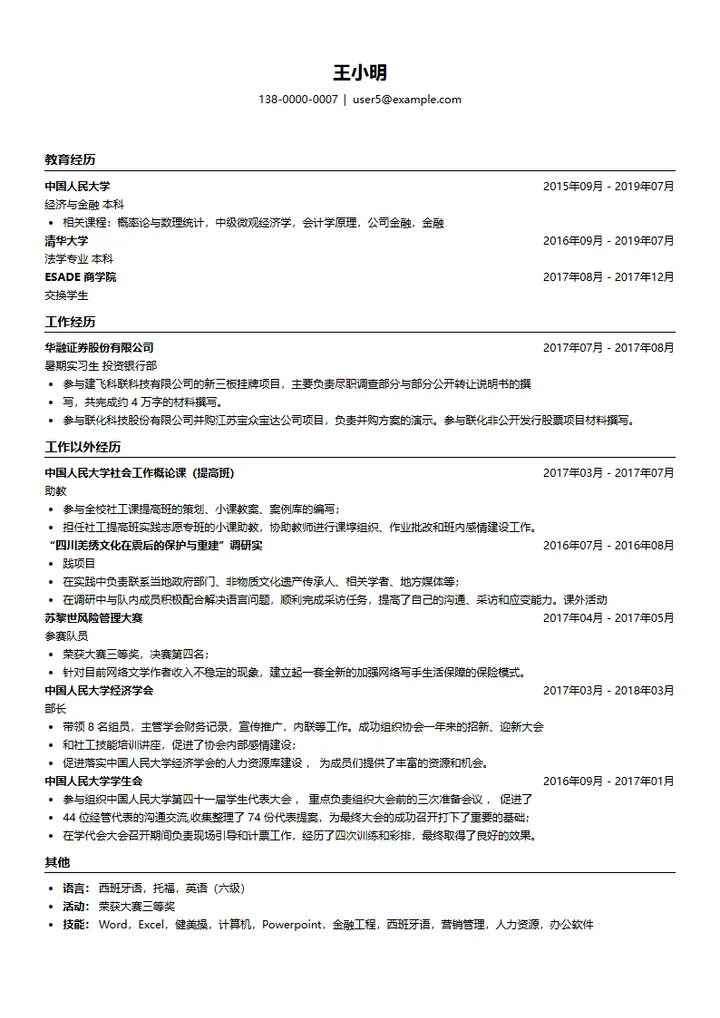 王小明
138-0000-0007 | user5@example.com
教育经历
中国人民大学 2015年09月 - 2019年07月
经济与金融 本科
• 相关课程：概率论与数理统计，中级微观经济学，会计学原理，公司金融，金融
清华大学 2016年09月 - 2019年07月
法学专业 本科
ESADE 商学院 2017年08月 - 2017年12月
交换学生
工作经历
华融证券股份有限公司 2017年07月 - 2017年08月
暑期实习生 投资银行部
• 参与建飞科联科技有限公司的新三板挂牌项目，主要负责尽职调查部分与部分公开转让说明书的撰
• 写，共完成约 4 万字的材料撰写。
• 参与联化科技股份有限公司并购江苏宝众宝达公司项目，负责并购方案的演示。参与联化非公开发行股票项目材料撰写。
工作以外经历
中国人民大学社会工作概论课（提高班) 2017年03月 - 2017年07月
助教
• 参与全校社工课提高班的策划、小课教案、案例库的编写；
• 担任社工提高班实践志愿专班的小课助教，协助教师进行课垿组织、作业批改和班内感情建设工作。
“四川羌绣文化在震后的保护与重建”调研实 2016年07月 - 2016年08月
• 践项目
• 在实践中负责联系当地政府部门、非物质文化遗产传承人、相关学者、地方媒体等；
• 在调研中与队内成员积极配合解决语言问题，顺利完成采访任务，提高了自己的沟通、采访和应变能力。课外活动
苏黎世风险管理大赛 2017年04月 - 2017年05月
参赛队员
• 荣获大赛三等奖，决赛第四名；
• 针对目前网络文学作者收入不稳定的现象，建立起一套全新的加强网络写手生活保障的保险模式。
中国人民大学经济学会 2017年03月 - 2018年03月
部长
• 带领 8 名组员，主管学会财务记录，宣传推广，内联等工作。成功组织协会一年来的招新、迎新大会
• 和社工技能培训讲座，促进了协会内部感情建设；
• 促进落实中国人民大学经济学会的人力资源库建设 ，为成员们提供了丰富的资源和机会。
中国人民大学学生会 2016年09月 - 2017年01月
• 参与组织中国人民大学第四十一届学生代表大会 ， 重点负责组织大会前的三次准备会议 ， 促进了
• 44 位经管代表的沟通交流,收集整理了 74 份代表提案，为最终大会的成功召开打下了重要的基础；
• 在学代会大会召开期间负责现场引导和计票工作，经历了四次训练和彩排，最终取得了良好的效果。
其他
• 语言： 西班牙语，托福，英语（六级）
• 活动： 荣获大赛三等奖
• 技能： Word，Excel，健美操，计算机，Powerpoint，金融工程，西班牙语，营销管理，人力资源，办公软件